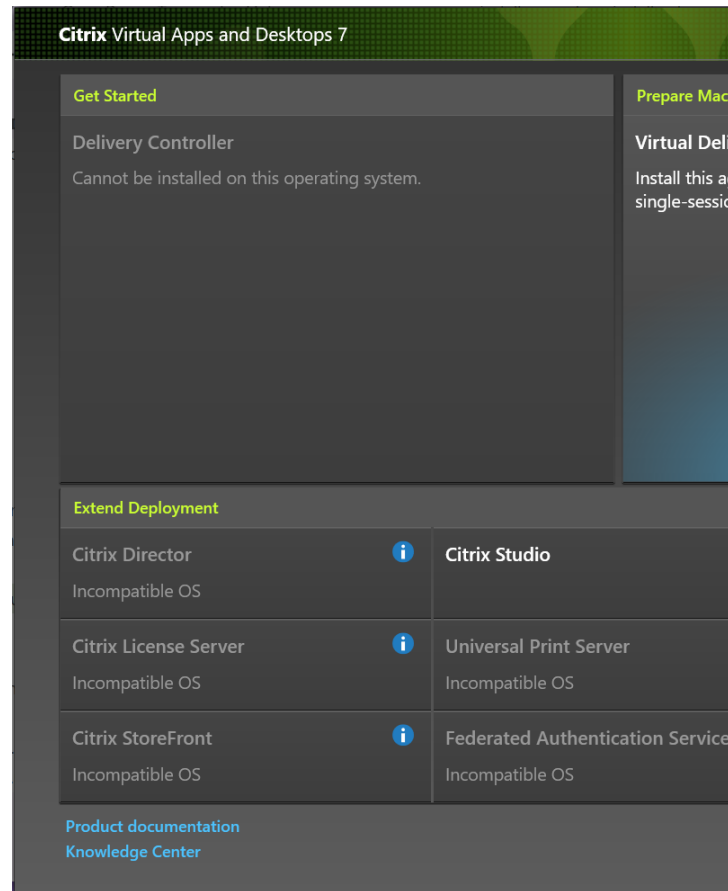 Citrix Virtual Apps and Desktops 7
Get Started
Delivery Controller
Cannot be installed on this operating system.
Prepare Mac
Virtual Deli
Install this a
single-sessio
Extend Deployment
Citrix Director
Incompatible OS
Citrix Studio
Citrix License Server
Incompatible OS
Universal Print Server
Incompatible OS
Citrix StoreFront
Incompatible OS
Federated Authentication Service
Incompatible OS
Product documentation
Knowledge Center